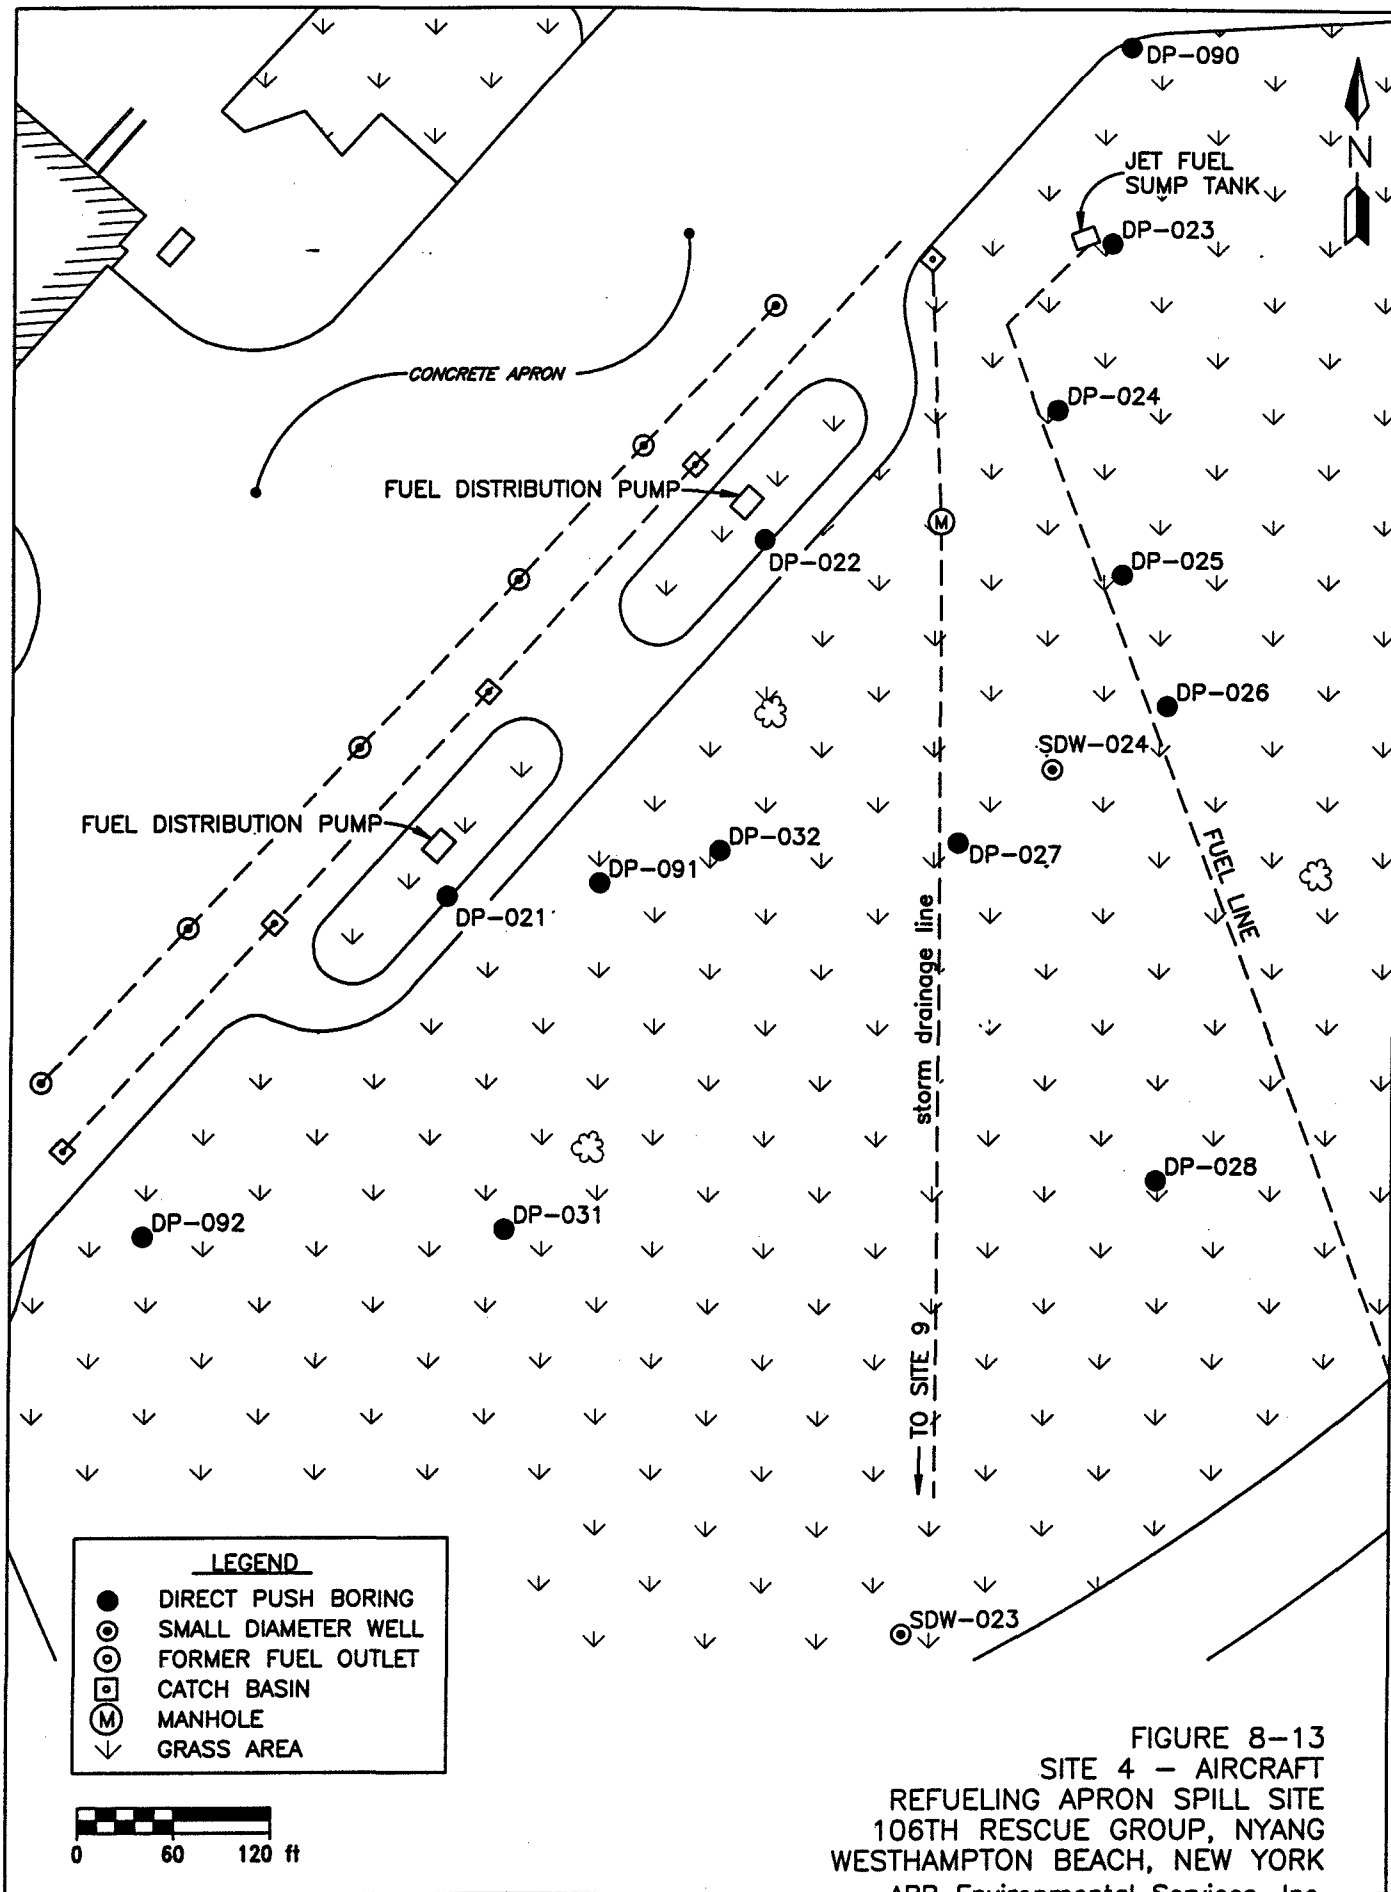 DP-090
N
JET FUEL
SUMP TANK
DP-023
CONCRETE APRON
DP-024
FUEL DISTRIBUTION PUMP
M
DP-022
DP-025
DP-026
SDW-024
FUEL DISTRIBUTION PUMP
DP-032
DP-027
DP-091
FUEL LINE
DP-021
storm drainage line
DP-028
DP-092
DP-031
TO SITE 9
SDW-023
LEGEND
DIRECT PUSH BORING
SMALL DIAMETER WELL
FORMER FUEL OUTLET
CATCH BASIN
M MANHOLE
GRASS AREA
0 60 120 ft
FIGURE 8-13
SITE 4 - AIRCRAFT
REFUELING APRON SPILL SITE
106TH RESCUE GROUP, NYANG
WESTHAMPTON BEACH, NEW YORK
Environmental Services, Inc.